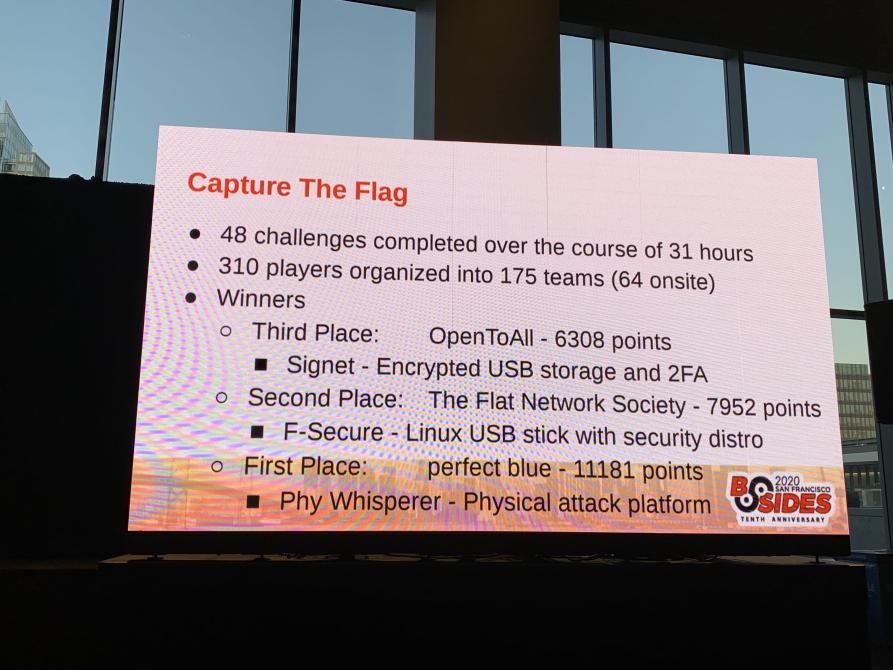 Capture The Flag
● 48 challenges completed over the course of 31 hours
● 310 players organized into 175 teams (64 onsite)
● Winners
○ Third Place: OpenToAll - 6308 points
■ Signet - Encrypted USB storage and 2FA
○ Second Place: The Flat Network Society - 7952 points
■ F-Secure - Linux USB stick with security distro
○ First Place: perfect blue - 11181 points
■ Phy Whisperer - Physical attack platform
2020
SAN FRANCISCO
BSIDES
TENTH ANNIVERSARY